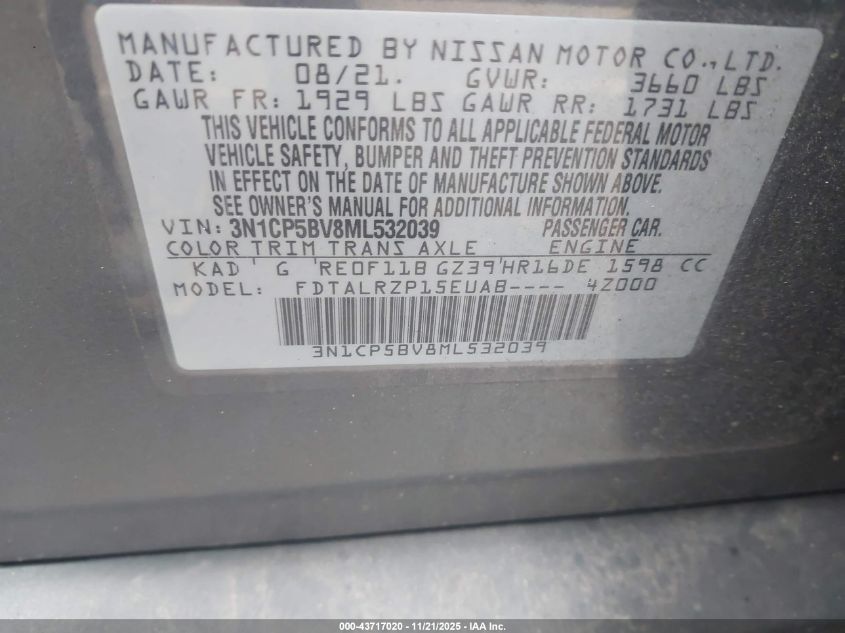 MANUFACTURED BY NISSAN MOTOR CO., LTD.
DATE: 08/21. GVWR: 3660 LBS
GAWR FR: 1929 LBS GAWR RR: 1731 LBS
THIS VEHICLE CONFORMS TO ALL APPLICABLE FEDERAL MOTOR
VEHICLE SAFETY, BUMPER AND THEFT PREVENTION STANDARDS
IN EFFECT ON THE DATE OF MANUFACTURE SHOWN ABOVE.
SEE OWNER'S MANUAL FOR ADDITIONAL INFORMATION.
VIN: 3N1CP5BV8ML532039 PASSENGER CAR.
COLOR TRIM TRANS AXLE ENGINE
KAD G RE0F11B GZ39 HR16DE 1598 CC
MODEL: FDTALRZP15EUAB---- 4Z000
3N1CP5BV8ML532039
000-43717020 — 11/21/2025 — IAA Inc.